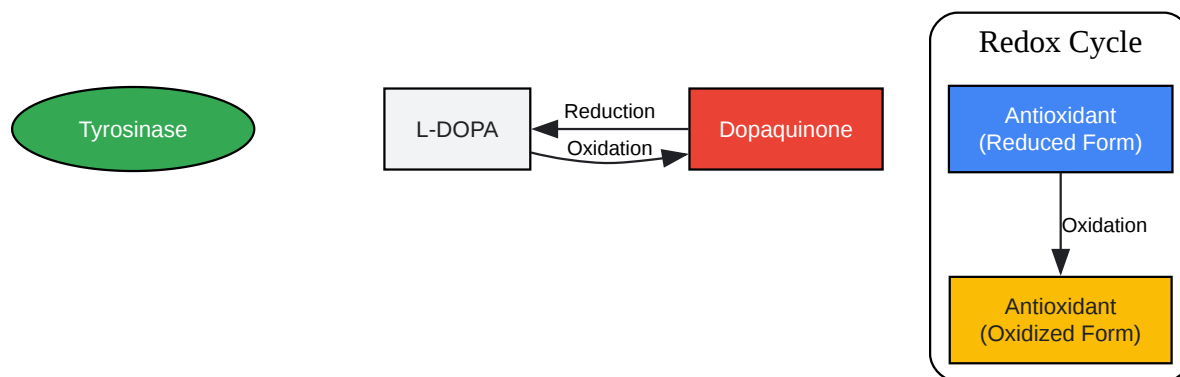 Redox Cycle
Tyrosinase
L-DOPA
Reduction
Oxidation
Dopaquinone
Antioxidant
(Reduced Form)
Oxidation
Antioxidant
(Oxidized Form)